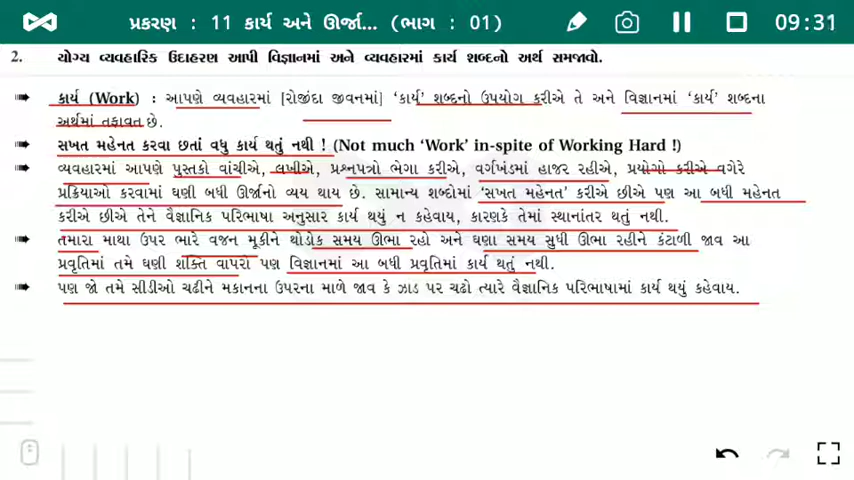 પ્રકરણ : 11 કાર્ય અને ઊર્જા... (ભાગ : 01)
09:31
2. યોગ્ય વ્યવહારિક ઉદાહરણ આપી વિજ્ઞાનમાં અને વ્યવહારમાં કાર્ય શબ્દનો અર્થ સમજાવો.
➠ કાર્ય (Work) : આપણે વ્યવહારમાં [રોજીંદા જીવનમાં] ‘કાર્ય’ શબ્દનો ઉપયોગ કરીએ તે અને વિજ્ઞાનમાં ‘કાર્ય’ શબ્દના
અર્થમાં તફાવત છે.
➠ સખત મહેનત કરવા છતાં વધુ કાર્ય થતું નથી ! (Not much ‘Work’ in-spite of Working Hard !)
➠ વ્યવહારમાં આપણે પુસ્તકો વાંચીએ, લખીએ, પ્રશ્નપત્રો ભેગા કરીએ, વર્ગખંડમાં હાજર રહીએ, પ્રયોગો કરીએ વગેરે
પ્રક્રિયાઓ કરવામાં ઘણી બધી ઊર્જાનો વ્યય થાય છે. સામાન્ય શબ્દોમાં ‘સખત મહેનત’ કરીએ છીએ પણ આ બધી મહેનત
કરીએ છીએ તેને વૈજ્ઞાનિક પરિભાષા અનુસાર કાર્ય થયું ન કહેવાય, કારણકે તેમાં સ્થાનાંતર થતું નથી.
➠ તમારા માથા ઉપર ભારે વજન મૂકીને થોડોક સમય ઊભા રહો અને ઘણા સમય સુધી ઊભા રહીને કંટાળી જાવ આ
પ્રવૃતિમાં તમે ઘણી શક્તિ વાપરો પણ વિજ્ઞાનમાં આ બધી પ્રવૃતિમાં કાર્ય થતું નથી.
➠ પણ જો તમે સીડીઓ ચઢીને મકાનના ઉપરના માળે જાવ કે ઝાડ પર ચઢો ત્યારે વૈજ્ઞાનિક પરિભાષામાં કાર્ય થયું કહેવાય.